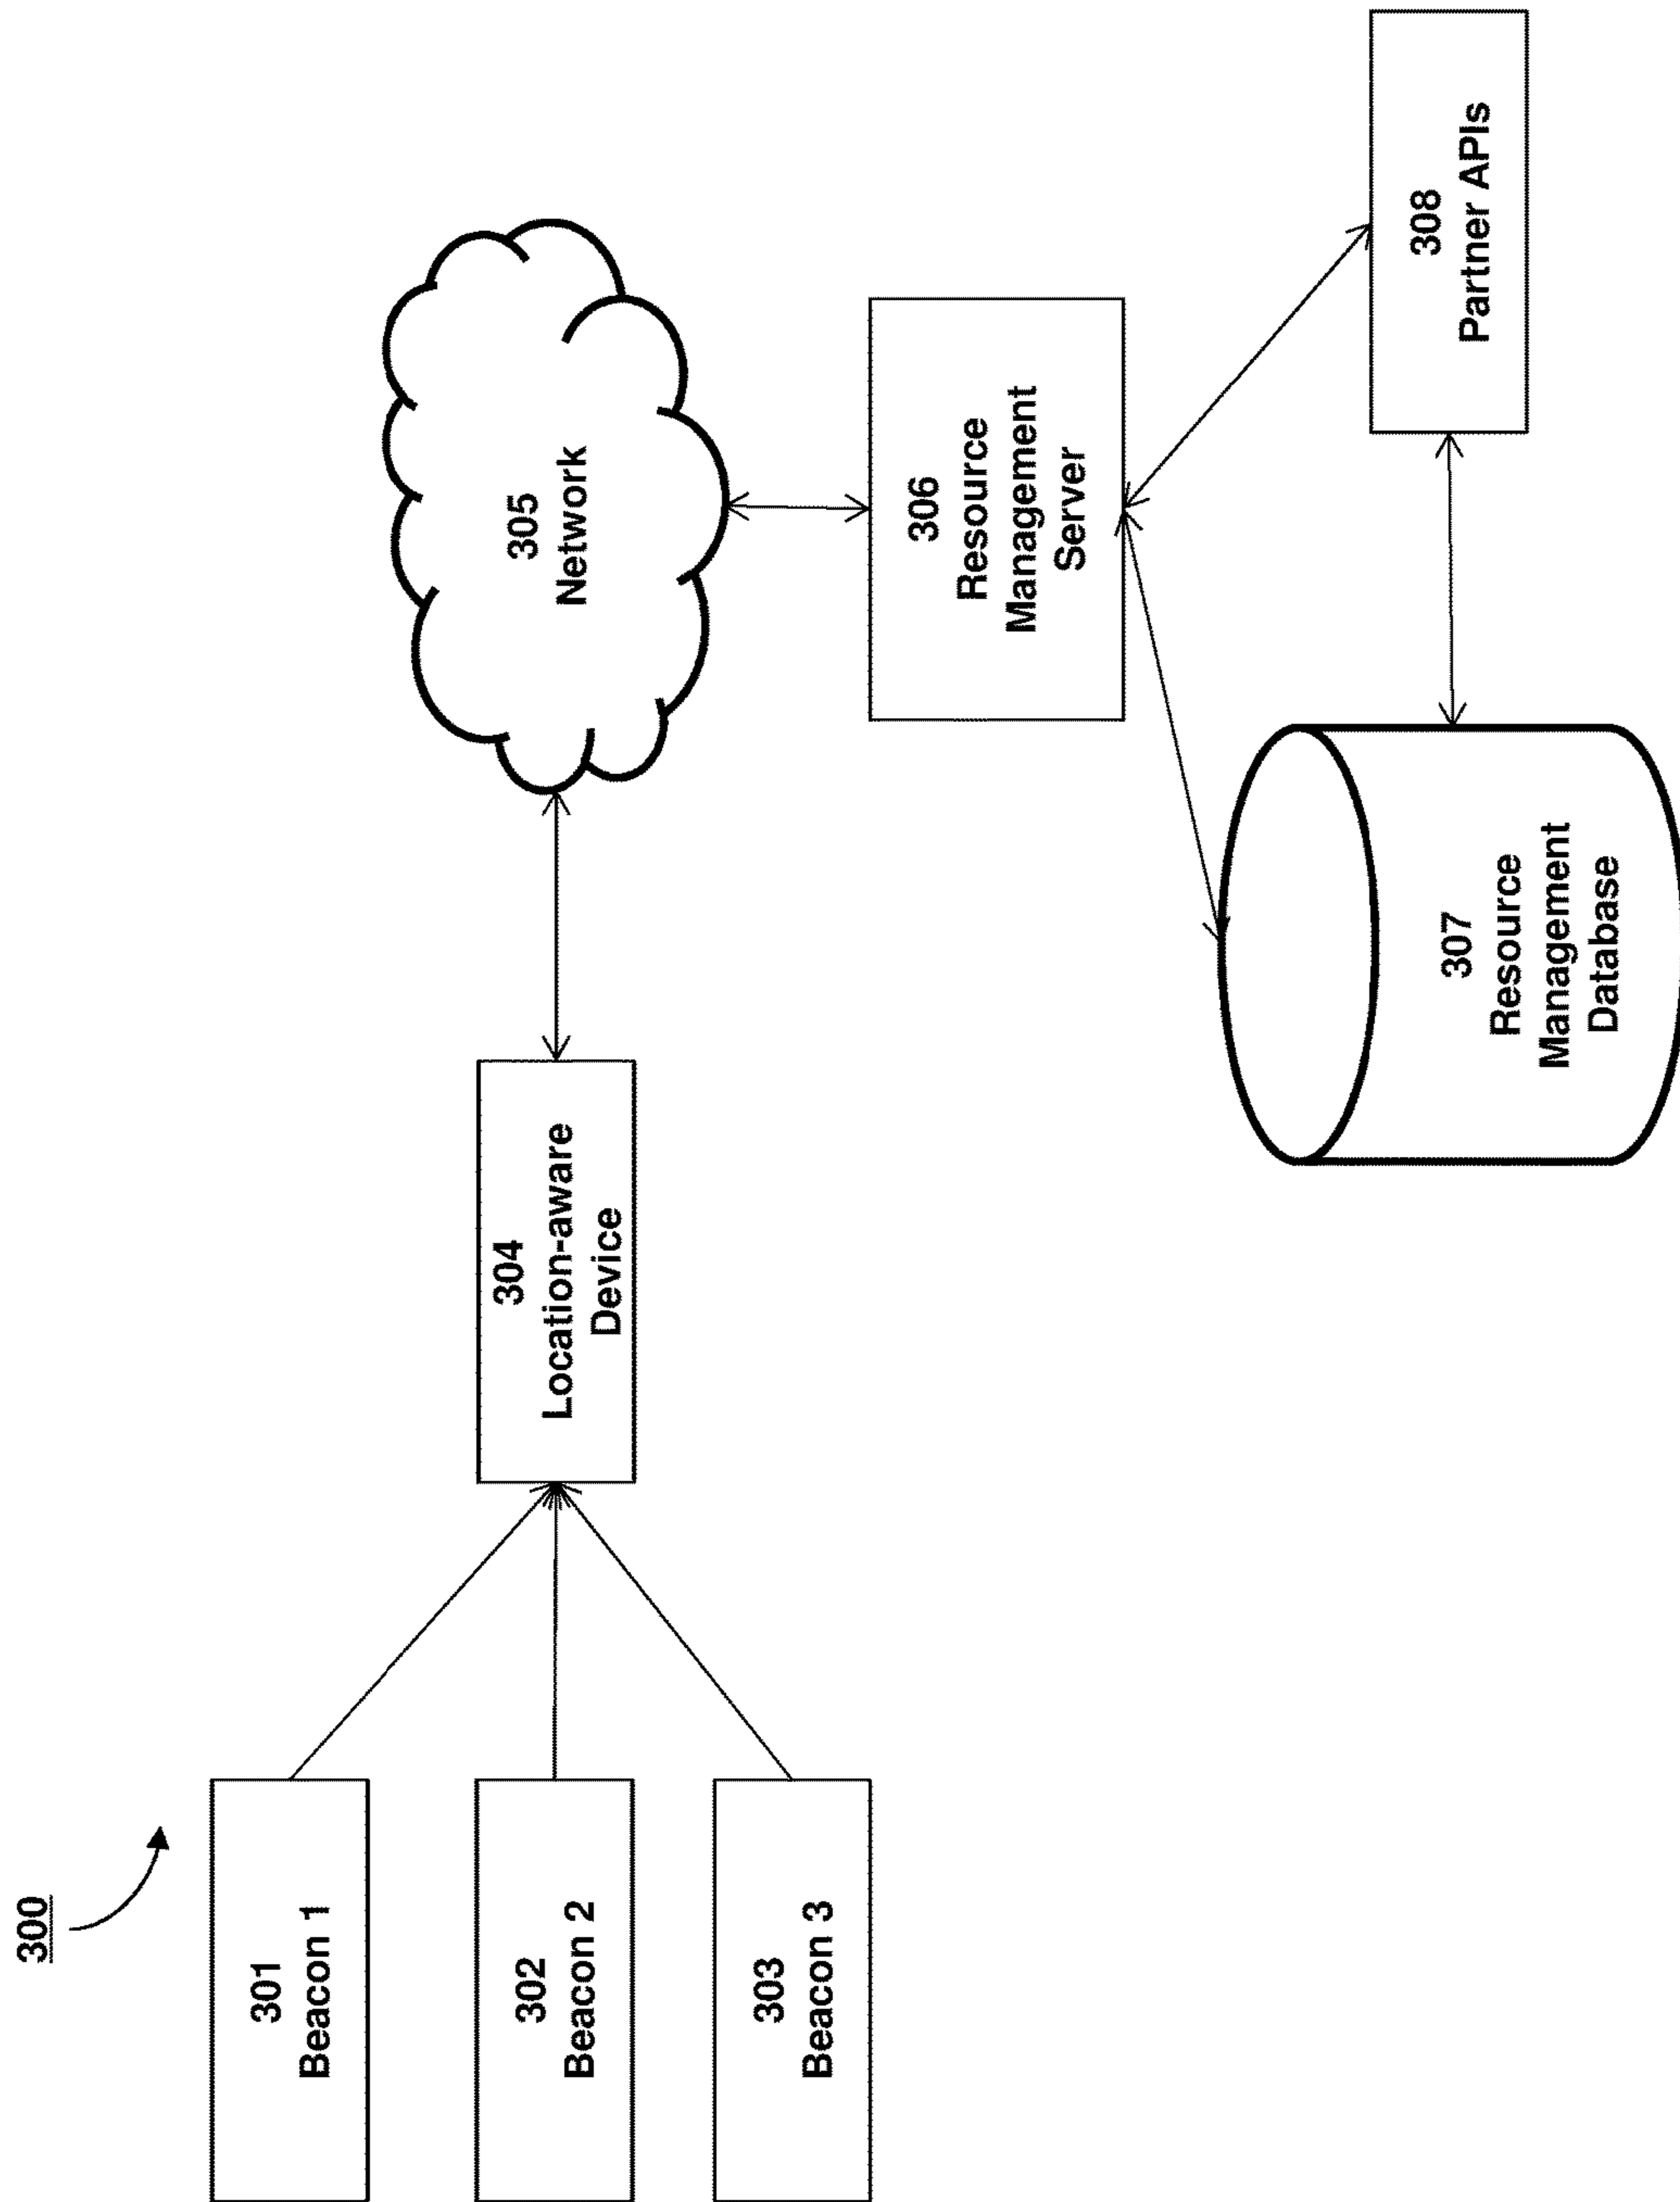 300
301
Beacon 1
302
Beacon 2
303
Beacon 3
304
Location-aware
Device
305
Network
306
Resource
Management
Server
307
Resource
Management
Database
308
Partner APIs